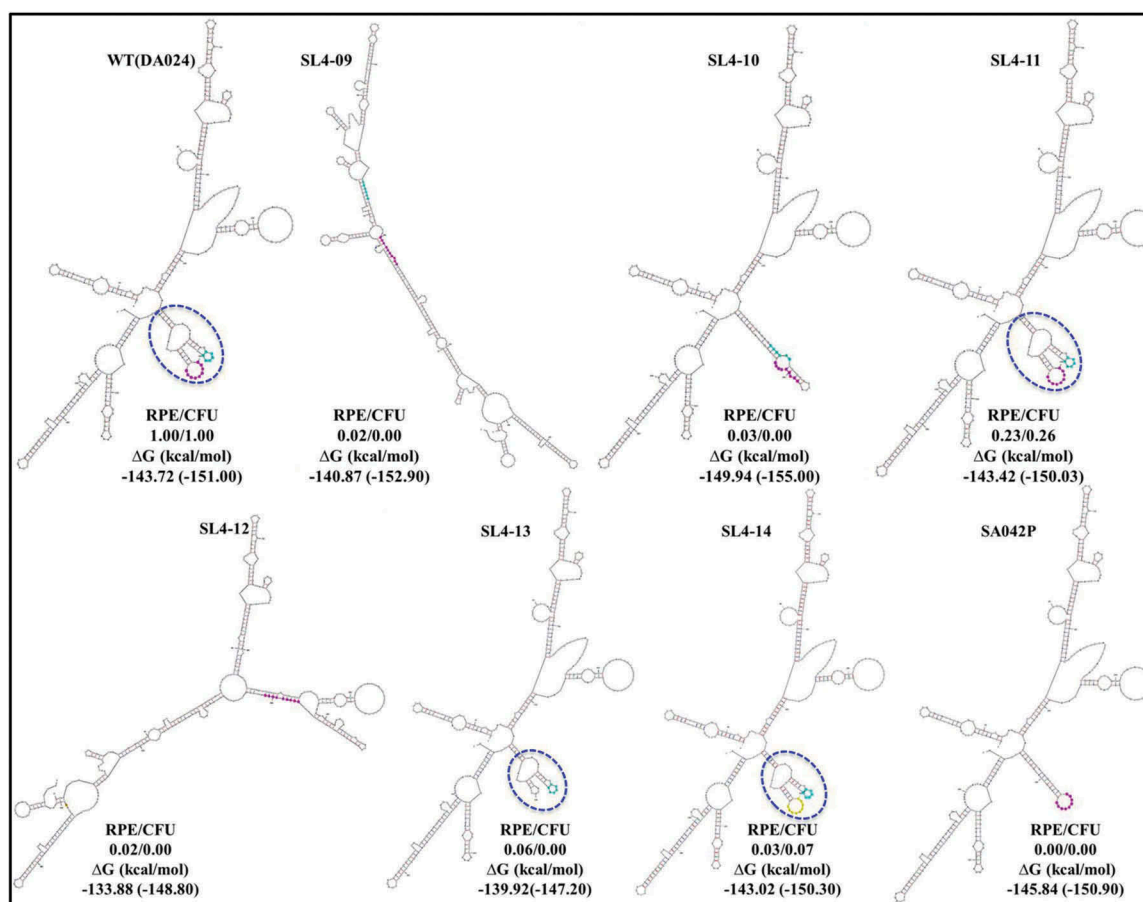 WT(DA024)
RPE/CFU
1.00/1.00
ΔG (kcal/mol)
-143.72 (-151.00)
SL4-09
RPE/CFU
0.02/0.00
ΔG (kcal/mol)
-140.87 (-152.90)
SL4-10
RPE/CFU
0.03/0.00
ΔG (kcal/mol)
-149.94 (-155.00)
SL4-11
RPE/CFU
0.23/0.26
ΔG (kcal/mol)
-143.42 (-150.03)
SL4-12
RPE/CFU
0.02/0.00
ΔG (kcal/mol)
-133.88 (-148.80)
SL4-13
RPE/CFU
0.06/0.00
ΔG (kcal/mol)
-139.92(-147.20)
SL4-14
RPE/CFU
0.03/0.07
ΔG (kcal/mol)
-143.02 (-150.30)
SA042P
RPE/CFU
0.00/0.00
ΔG (kcal/mol)
-145.84 (-150.90)